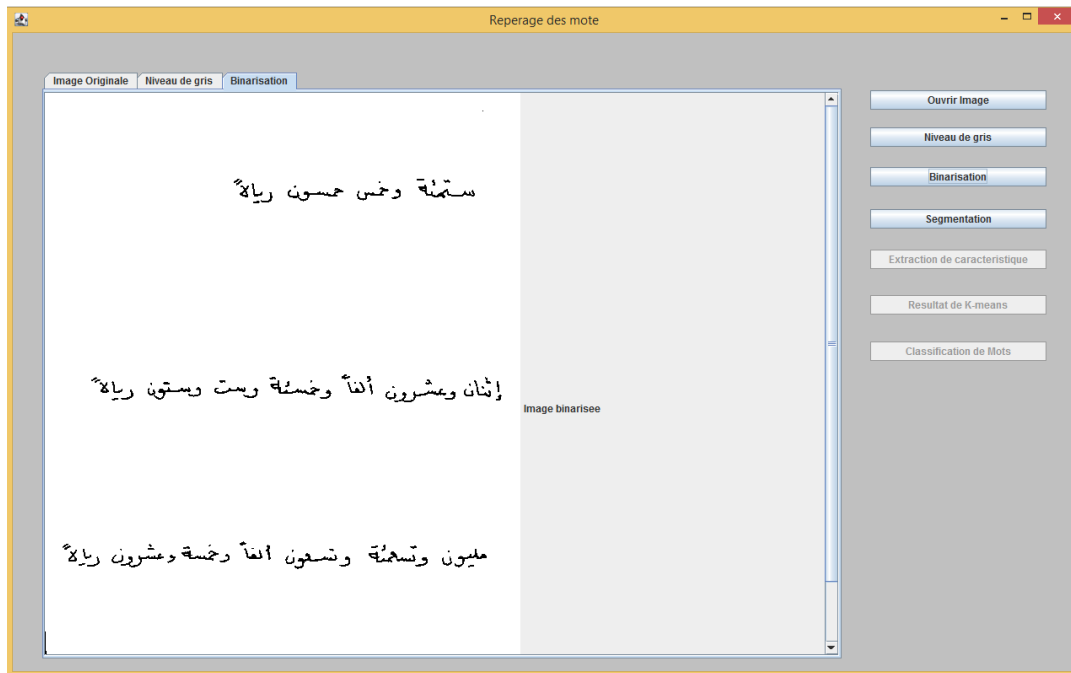 Reperage des mote
Image Originale Niveau de gris Binarisation
ستمئة وخمس حمسون ريالاً
إثنان وعشرون ألفاً وخمسئة وست وستون ريالاً
مليون وتسعمئة وتسعون ألفاً وخمسة وعشرون ريالاً
Image binarisee
Ouvrir Image
Niveau de gris
Binarisation
Segmentation
Extraction de caracteristique
Resultat de K-means
Classification de Mots